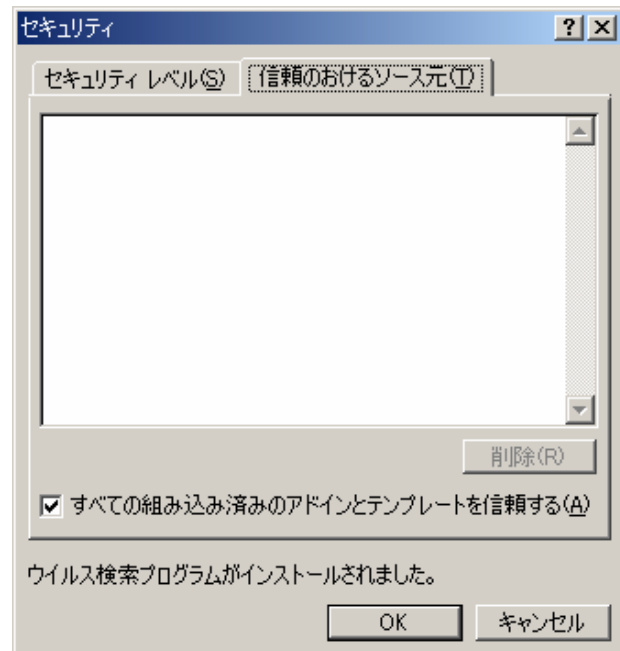 セキュリティ
セキュリティ レベル(S) 信頼のおけるソース元(T)
削除(R)
すべての組み込み済みのアドインとテンプレートを信頼する(A)
ウイルス検索プログラムがインストールされました。
OK キャンセル